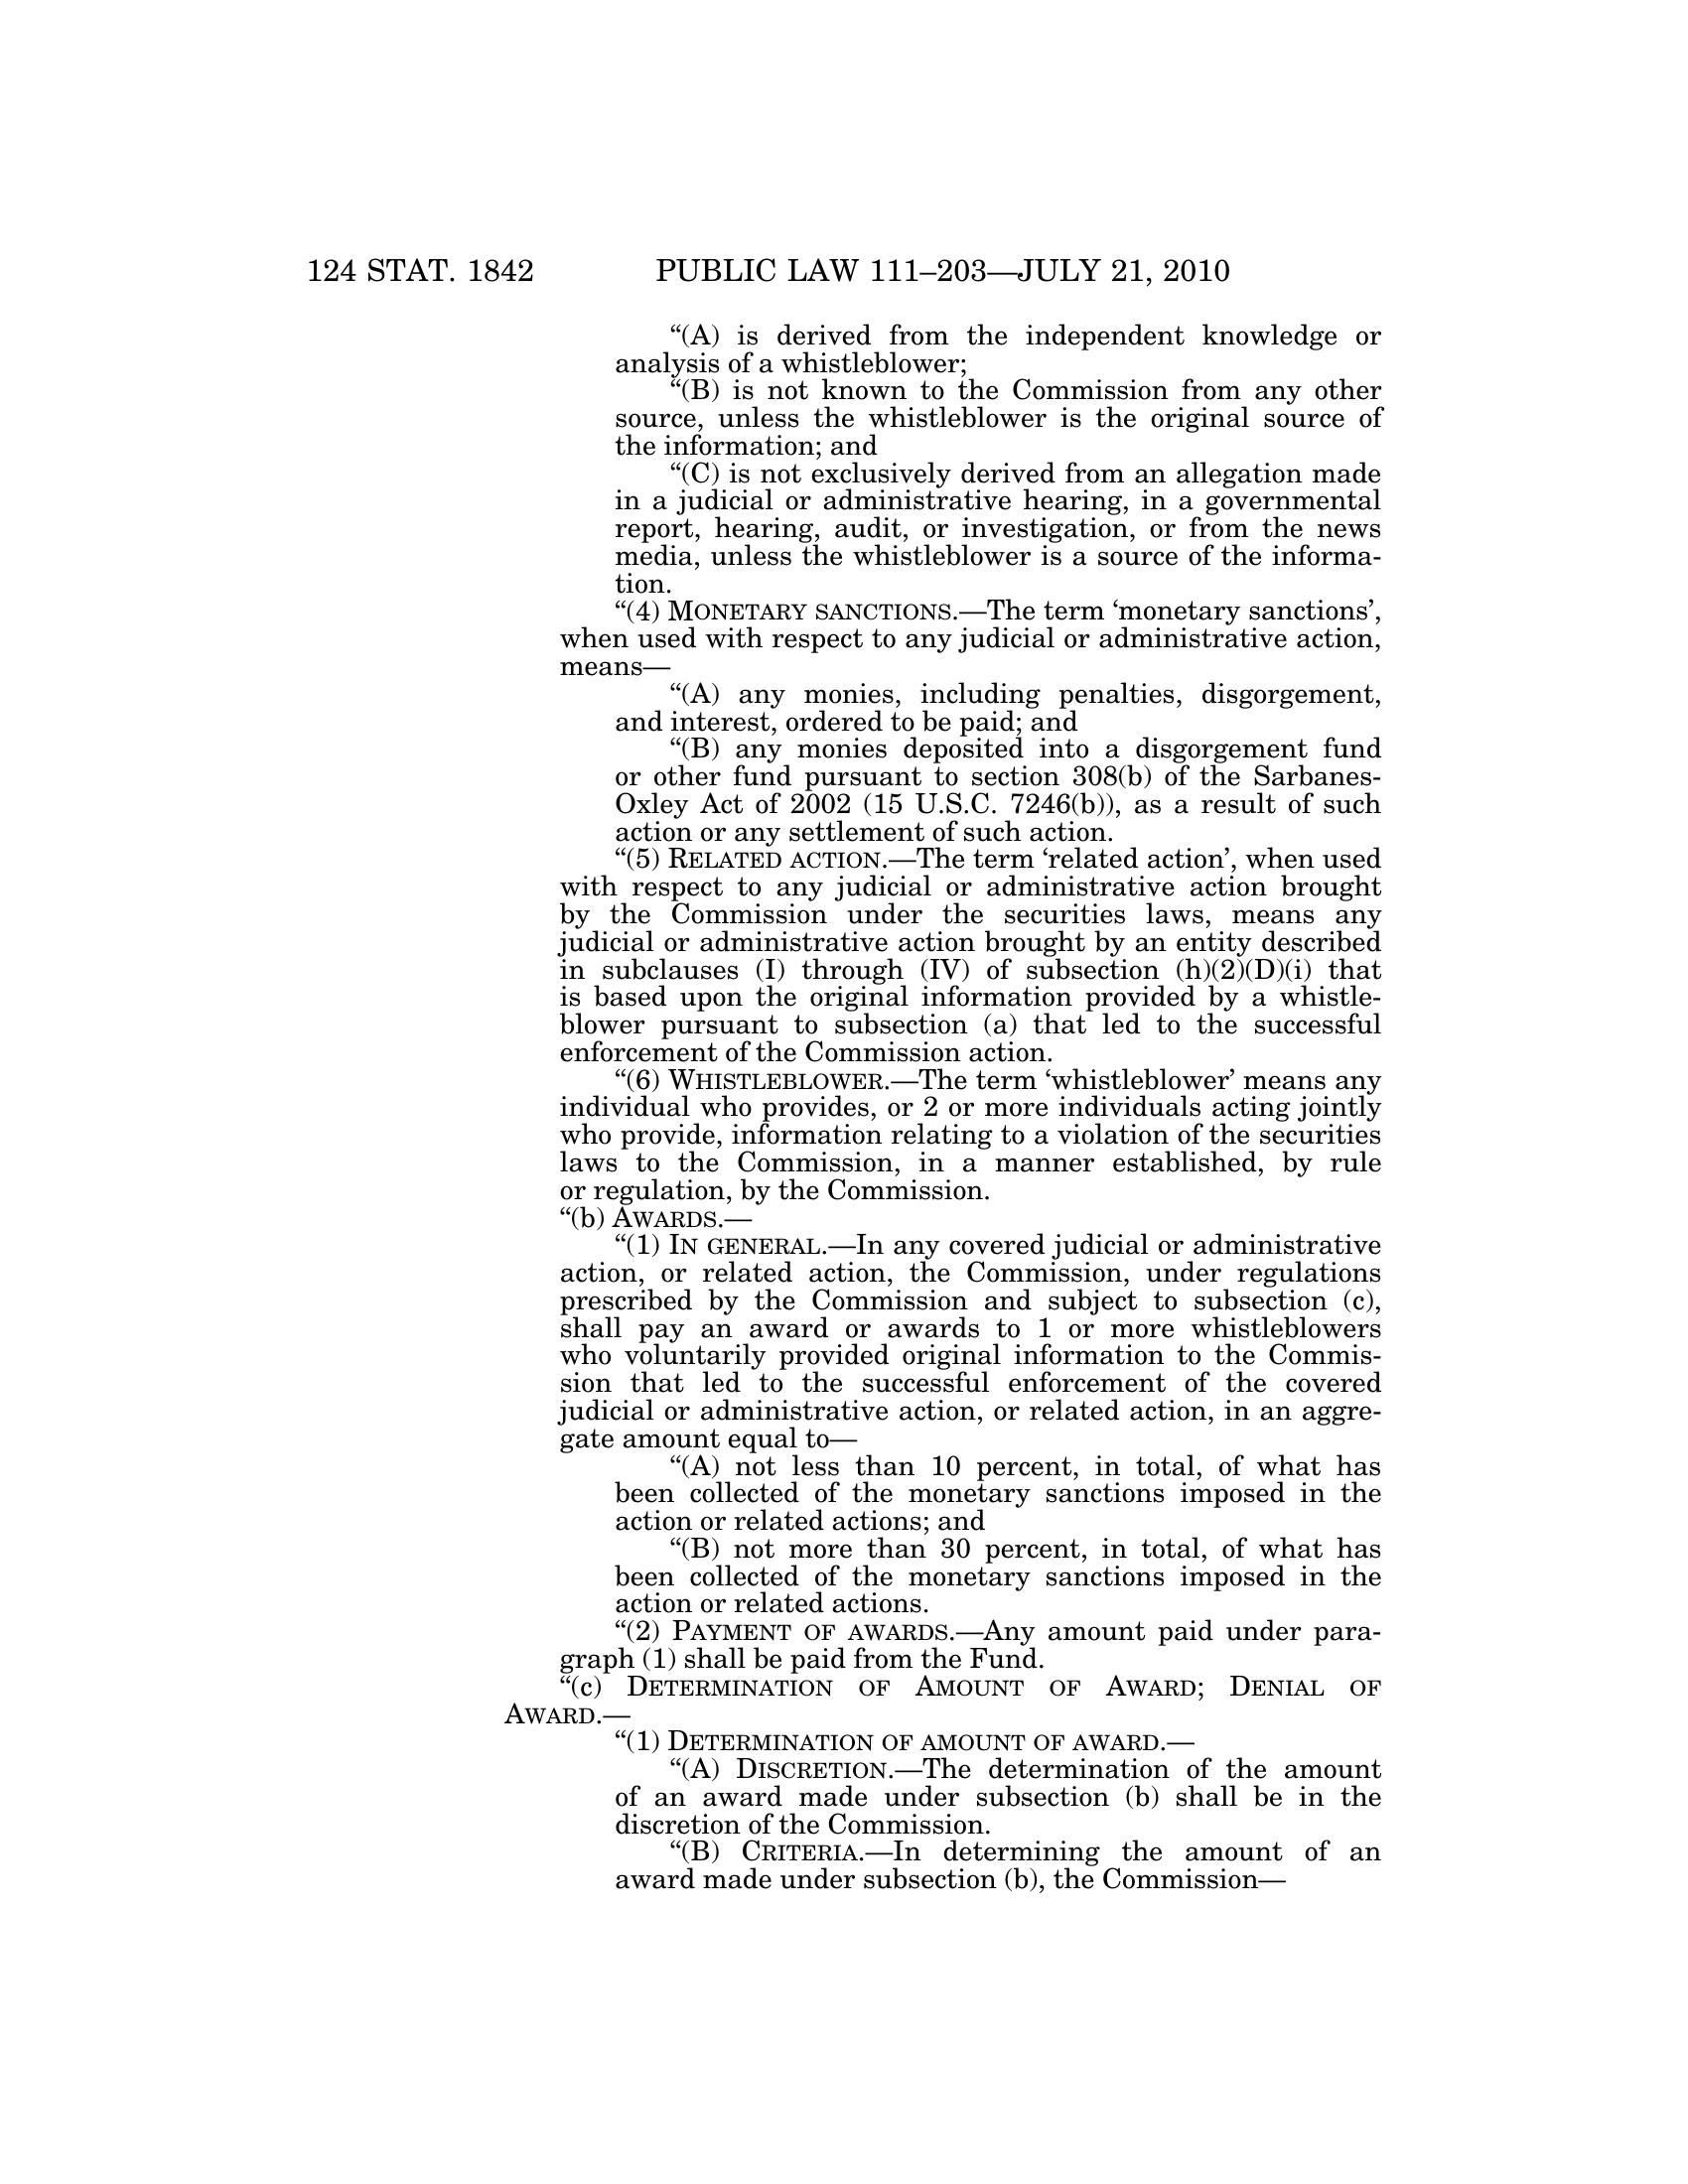 124 STAT. 1842 PUBLIC LAW 111–203—JULY 21, 2010
“(A) is derived from the independent knowledge or
analysis of a whistleblower;
“(B) is not known to the Commission from any other
source, unless the whistleblower is the original source of
the information; and
“(C) is not exclusively derived from an allegation made
in a judicial or administrative hearing, in a governmental
report, hearing, audit, or investigation, or from the news
media, unless the whistleblower is a source of the informa-
tion.
“(4) MONETARY SANCTIONS.—The term ‘monetary sanctions’,
when used with respect to any judicial or administrative action,
means—
“(A) any monies, including penalties, disgorgement,
and interest, ordered to be paid; and
“(B) any monies deposited into a disgorgement fund
or other fund pursuant to section 308(b) of the Sarbanes-
Oxley Act of 2002 (15 U.S.C. 7246(b)), as a result of such
action or any settlement of such action.
“(5) RELATED ACTION.—The term ‘related action’, when used
with respect to any judicial or administrative action brought
by the Commission under the securities laws, means any
judicial or administrative action brought by an entity described
in subclauses (I) through (IV) of subsection (h)(2)(D)(i) that
is based upon the original information provided by a whistle-
blower pursuant to subsection (a) that led to the successful
enforcement of the Commission action.
“(6) WHISTLEBLOWER.—The term ‘whistleblower’ means any
individual who provides, or 2 or more individuals acting jointly
who provide, information relating to a violation of the securities
laws to the Commission, in a manner established, by rule
or regulation, by the Commission.
“(b) AWARDS.—
“(1) IN GENERAL.—In any covered judicial or administrative
action, or related action, the Commission, under regulations
prescribed by the Commission and subject to subsection (c),
shall pay an award or awards to 1 or more whistleblowers
who voluntarily provided original information to the Commis-
sion that led to the successful enforcement of the covered
judicial or administrative action, or related action, in an aggre-
gate amount equal to—
“(A) not less than 10 percent, in total, of what has
been collected of the monetary sanctions imposed in the
action or related actions; and
“(B) not more than 30 percent, in total, of what has
been collected of the monetary sanctions imposed in the
action or related actions.
“(2) PAYMENT OF AWARDS.—Any amount paid under para-
graph (1) shall be paid from the Fund.
“(c) DETERMINATION OF AMOUNT OF AWARD; DENIAL OF
AWARD.—
“(1) DETERMINATION OF AMOUNT OF AWARD.—
“(A) DISCRETION.—The determination of the amount
of an award made under subsection (b) shall be in the
discretion of the Commission.
“(B) CRITERIA.—In determining the amount of an
award made under subsection (b), the Commission—